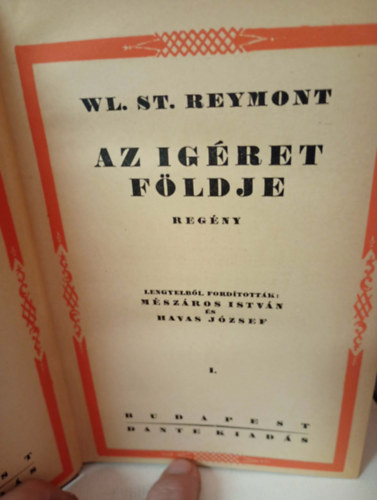 WL. ST. REYMONT
AZ IGÉRET
FÖLDJE
REGÉNY
LENGYELBŐL FORDÍTOTTÁK:
MÉSZÁROS ISTVÁN
ÉS
HAVAS JÓZSEF
I.
BUDAPEST
DANTE KIADÁS